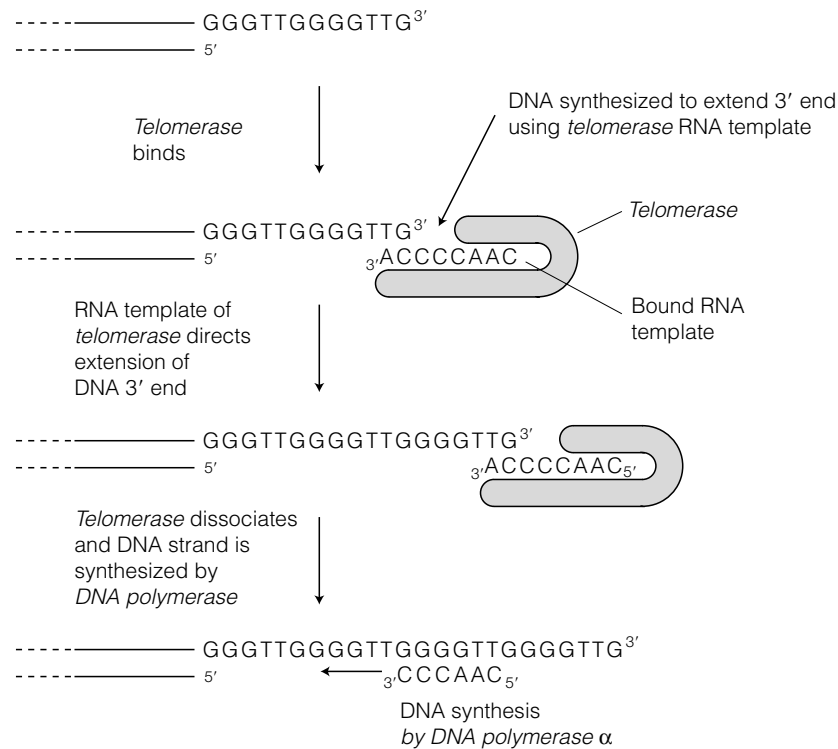 GGGTTGGGGTTG3′
5′
Telomerase
binds
DNA synthesized to extend 3′ end
using telomerase RNA template
GGGTTGGGGTTG3′
5′
3′ACCCCAAC
Telomerase
Bound RNA
template
RNA template of
telomerase directs
extension of
DNA 3′ end
GGGTTGGGGTTGGGGTTG3′
5′
3′ACCCCAAC5′
Telomerase dissociates
and DNA strand is
synthesized by
DNA polymerase
GGGTTGGGGTTGGGGTTGGGGTTG3′
5′
3′CCCAAC5′
DNA synthesis
by DNA polymerase α